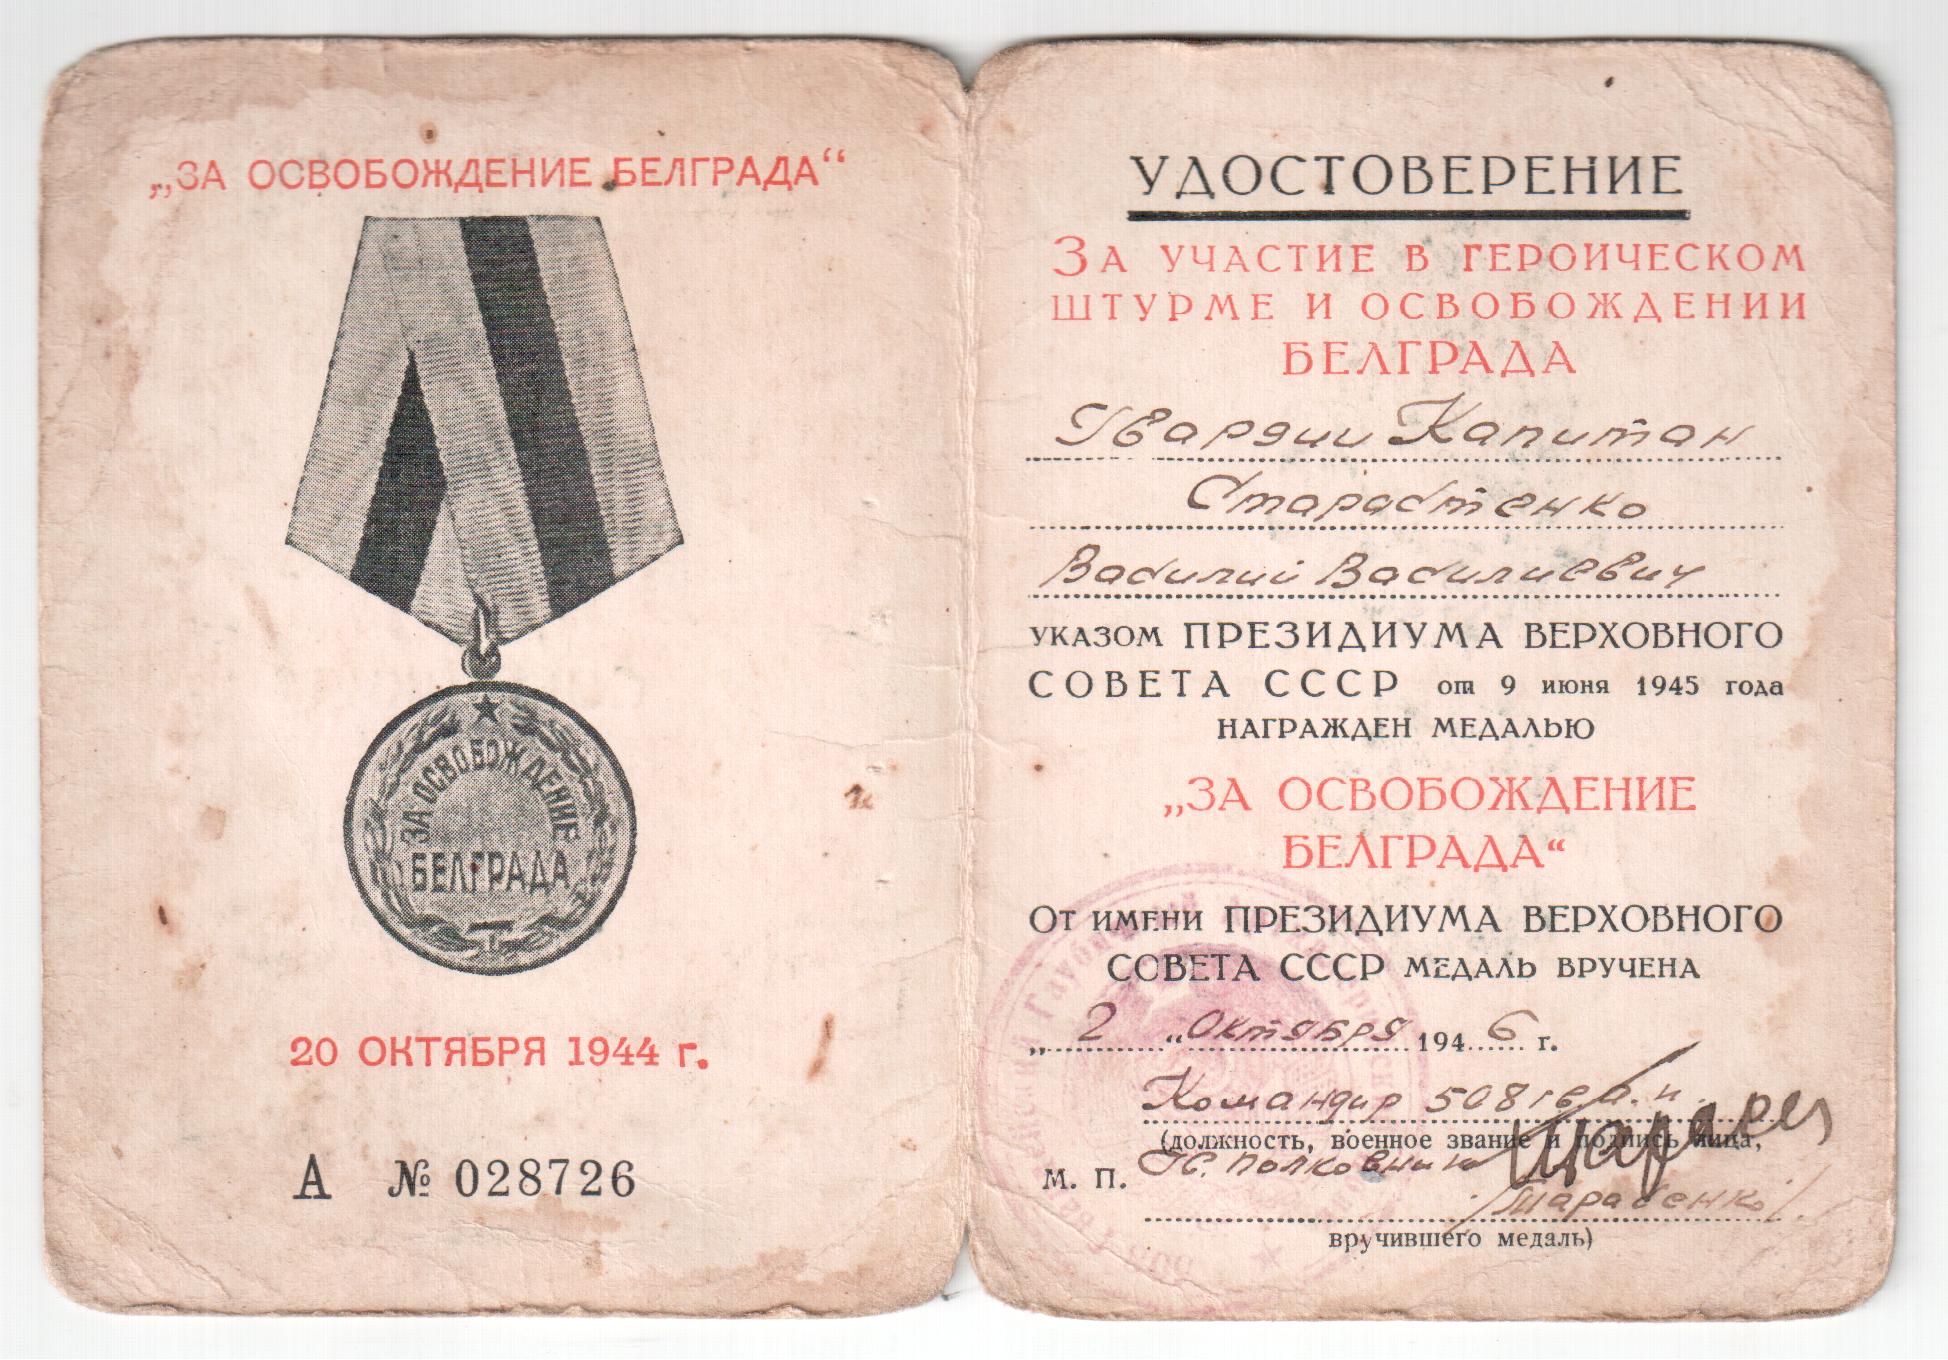 „ЗА ОСВОБОЖДЕНИЕ БЕЛГРАДА“
ЗА ОСВОБОЖДЕНИЕ
БЕЛГРАДА
20 ОКТЯБРЯ 1944 г.
А № 028726
УДОСТОВЕРЕНИЕ
ЗА УЧАСТИЕ В ГЕРОИЧЕСКОМ
ШТУРМЕ И ОСВОБОЖДЕНИИ
БЕЛГРАДА
Гвардии Капитан
Старостенко
Василий Василиевич
УКАЗОМ ПРЕЗИДИУМА ВЕРХОВНОГО
СОВЕТА СССР от 9 июня 1945 года
НАГРАЖДЕН МЕДАЛЬЮ
„ЗА ОСВОБОЖДЕНИЕ
БЕЛГРАДА“
ОТ ИМЕНИ ПРЕЗИДИУМА ВЕРХОВНОГО
СОВЕТА СССР МЕДАЛЬ ВРУЧЕНА
„ 2 “ Октября 1946 г.
Командир 508 гв а.п.
(должность, военное звание и подпись лица,
М. П. Гв. полковник
вручившего медаль)